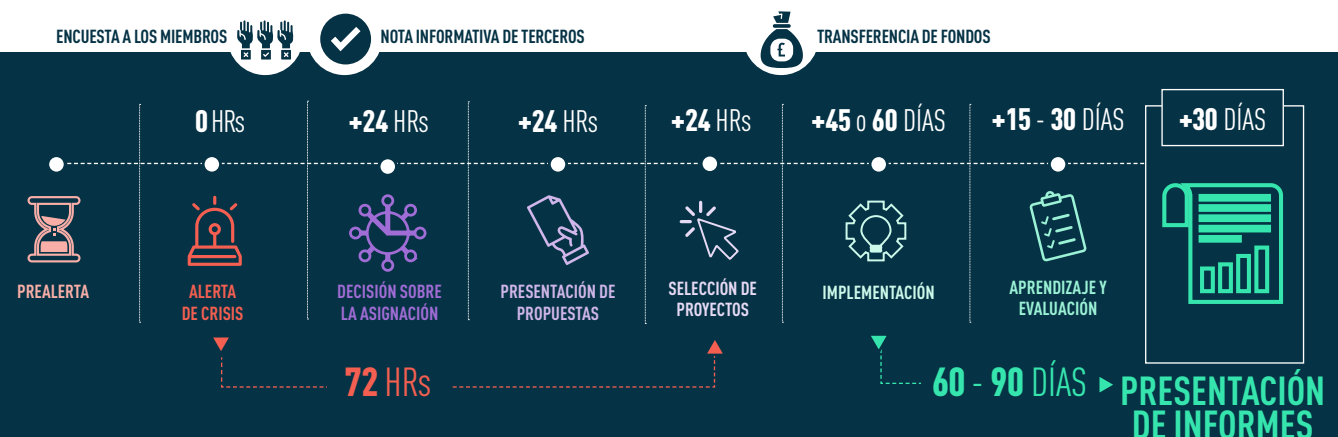 ENCUESTA A LOS MIEMBROS
NOTA INFORMATIVA DE TERCEROS
£
TRANSFERENCIA DE FONDOS
0 HRs
+24 HRs
+24 HRs
+24 HRs
+45 o 60 DÍAS
+15 - 30 DÍAS
+30 DÍAS
PREALERTA
ALERTA
DE CRISIS
DECISIÓN SOBRE
LA ASIGNACIÓN
PRESENTACIÓN DE
PROPUESTAS
SELECCIÓN DE
PROYECTOS
IMPLEMENTACIÓN
APRENDIZAJE Y
EVALUACIÓN
72 HRs
60 - 90 DÍAS
PRESENTACIÓN
DE INFORMES